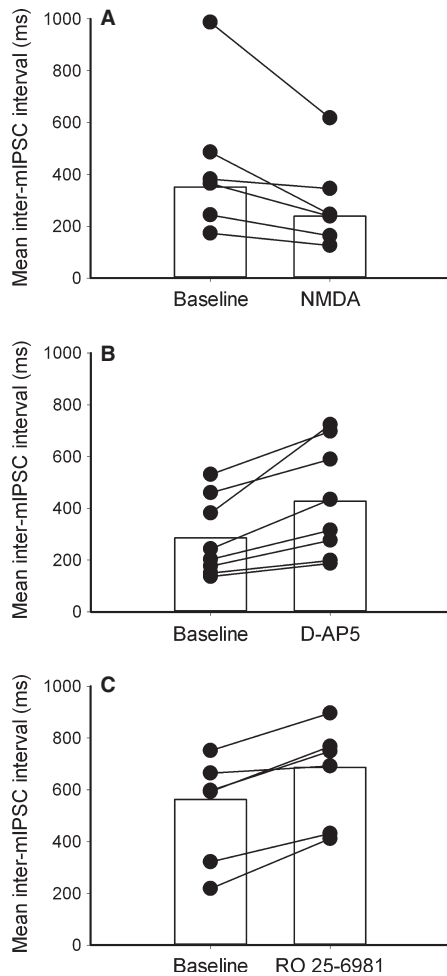 A
Mean inter-mIPSC interval (ms)
1000
800
600
400
200
0
Baseline NMDA
B
Mean inter-mIPSC interval (ms)
1000
800
600
400
200
0
Baseline D-AP5
C
Mean inter-mIPSC interval (ms)
1000
800
600
400
200
0
Baseline RO 25-6981